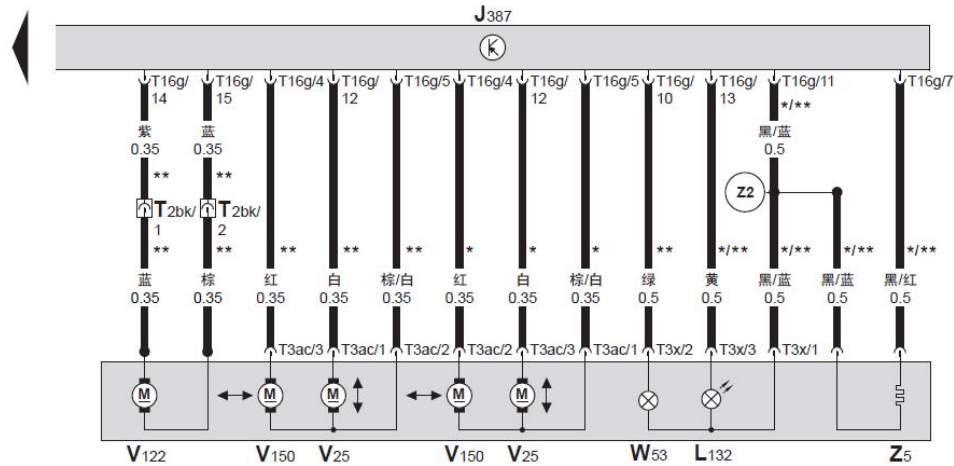 J387
T16g/14 T16g/15 T16g/4 T16g/12 T16g/5 T16g/4 T16g/12 T16g/5 T16g/10 T16g/13 T16g/11 T16g/7
*/**
紫 蓝 黑/蓝
0.35 0.35 0.5
** **
Z2
T2bk/1 T2bk/2
** ** ** ** ** * * * ** */** */** */** */**
蓝 棕 红 白 棕/白 红 白 棕/白 绿 黄 黑/蓝 黑/蓝 黑/红
0.35 0.35 0.35 0.35 0.35 0.35 0.35 0.35 0.5 0.5 0.5 0.5 0.5
T3ac/3 T3ac/1 T3ac/2 T3ac/2 T3ac/3 T3ac/1 T3x/2 T3x/3 T3x/1
M M M M M
V122 V150 V25 V150 V25 W53 L132 Z5